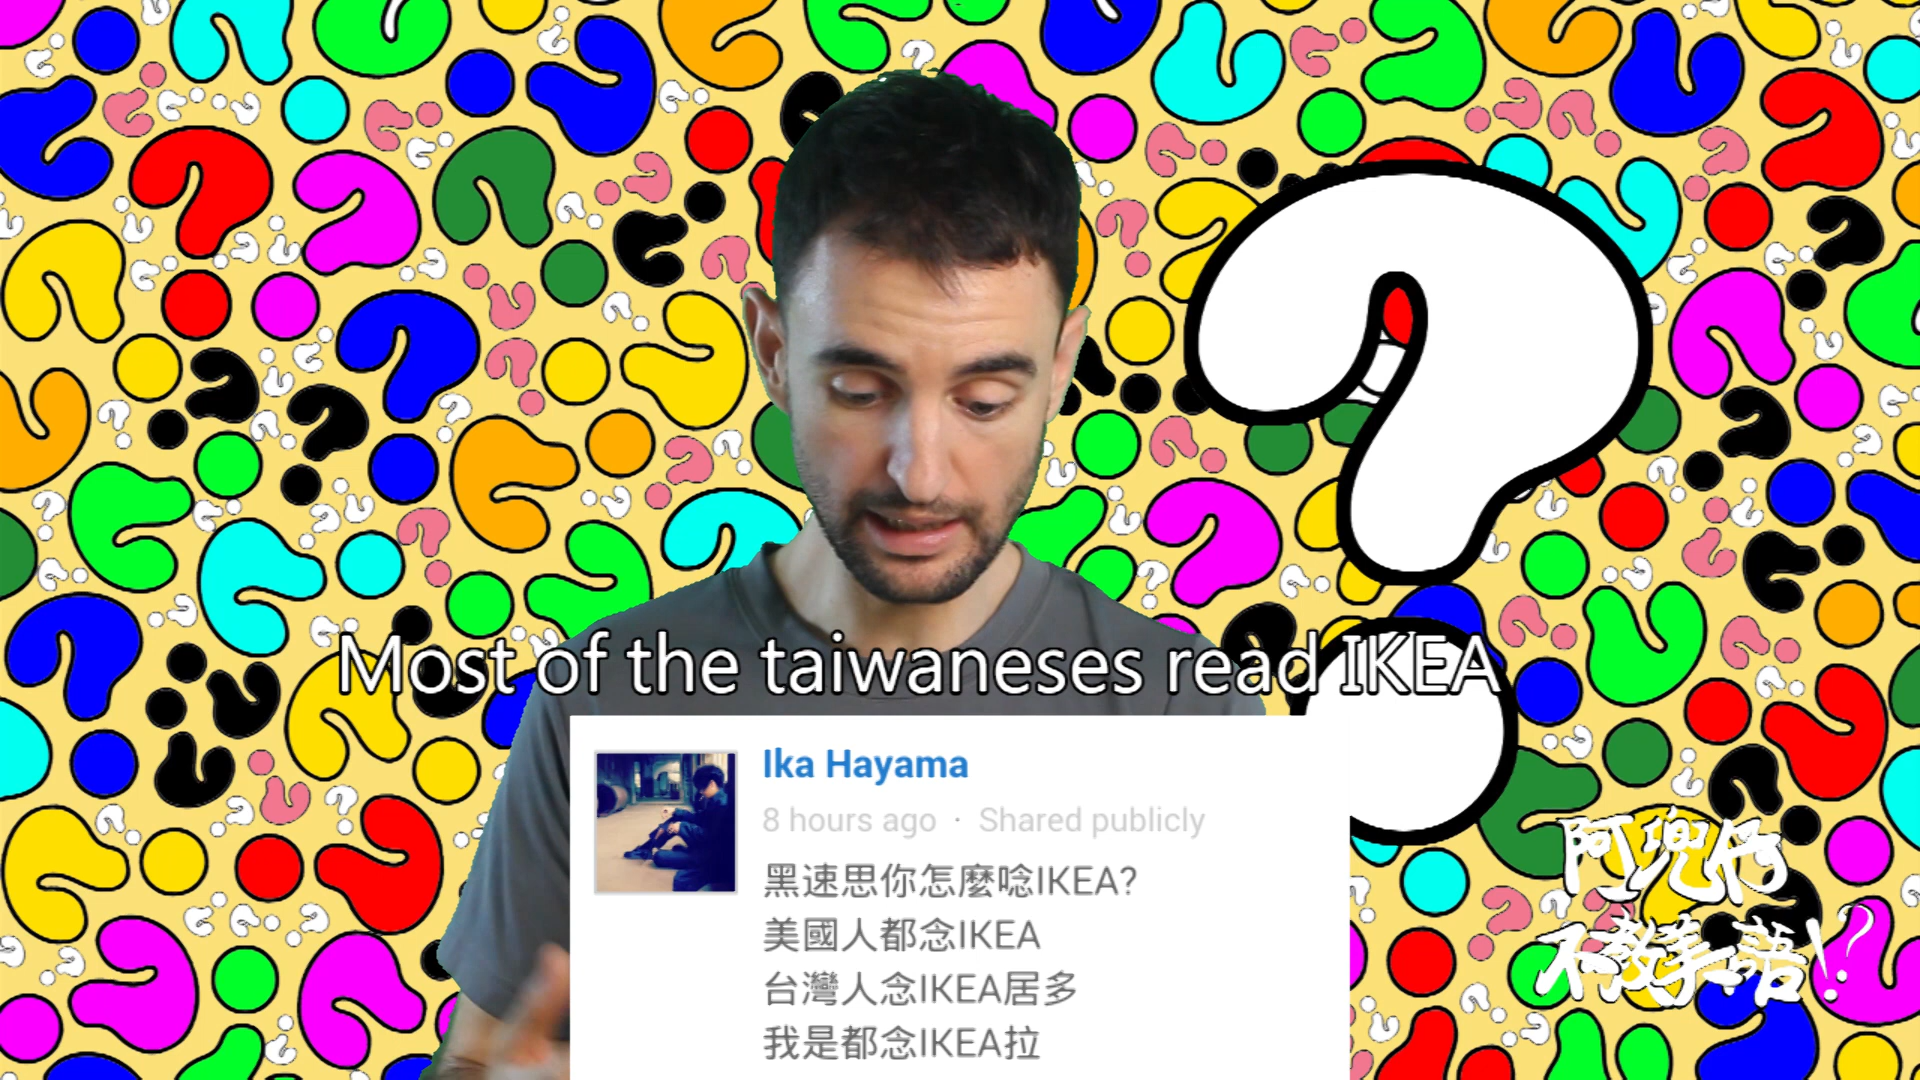 Most of the taiwaneses read IKEA
Ika Hayama
8 hours ago · Shared publicly
黑速思你怎麼唸IKEA?
美國人都念IKEA
台灣人念IKEA居多
我是都念IKEA拉
阿兜仔
不教美語!?